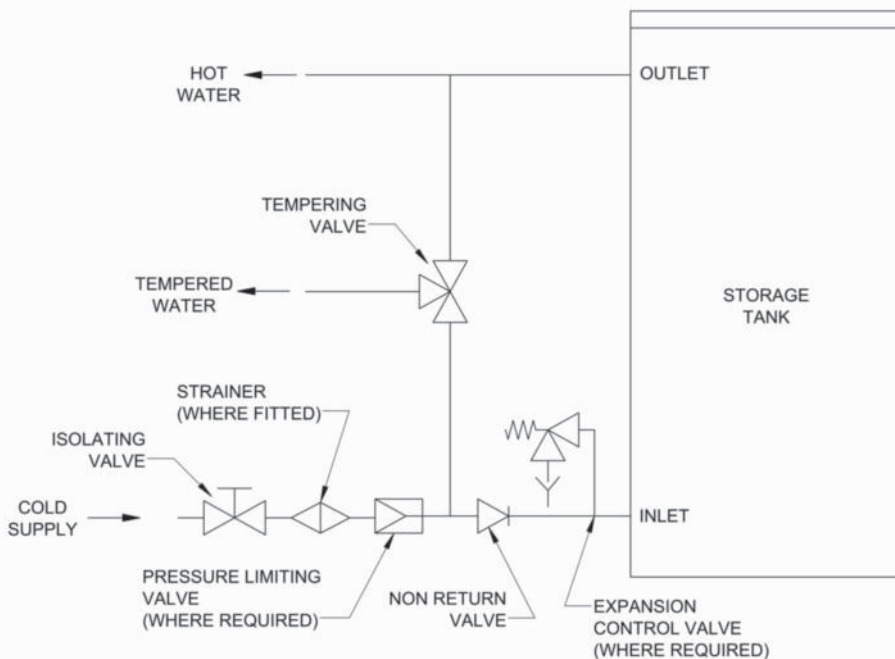 HOT
WATER
OUTLET
TEMPERING
VALVE
TEMPERED
WATER
STORAGE
TANK
STRAINER
(WHERE FITTED)
ISOLATING
VALVE
COLD
SUPPLY
INLET
PRESSURE LIMITING
VALVE
(WHERE REQUIRED)
NON RETURN
VALVE
EXPANSION
CONTROL VALVE
(WHERE REQUIRED)